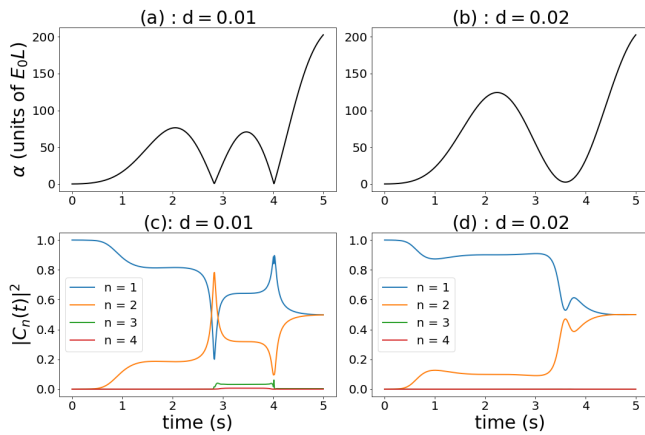 (a) : d = 0.01
(b) : d = 0.02
α (units of E₀L)
200
150
100
50
0
0 1 2 3 4 5
0 1 2 3 4 5
(c): d = 0.01
(d) : d = 0.02
|Cₙ(t)|²
1.0
0.8
0.6
0.4
0.2
0.0
n = 1
n = 2
n = 3
n = 4
n = 1
n = 2
n = 3
n = 4
0 1 2 3 4 5
0 1 2 3 4 5
time (s)
time (s)